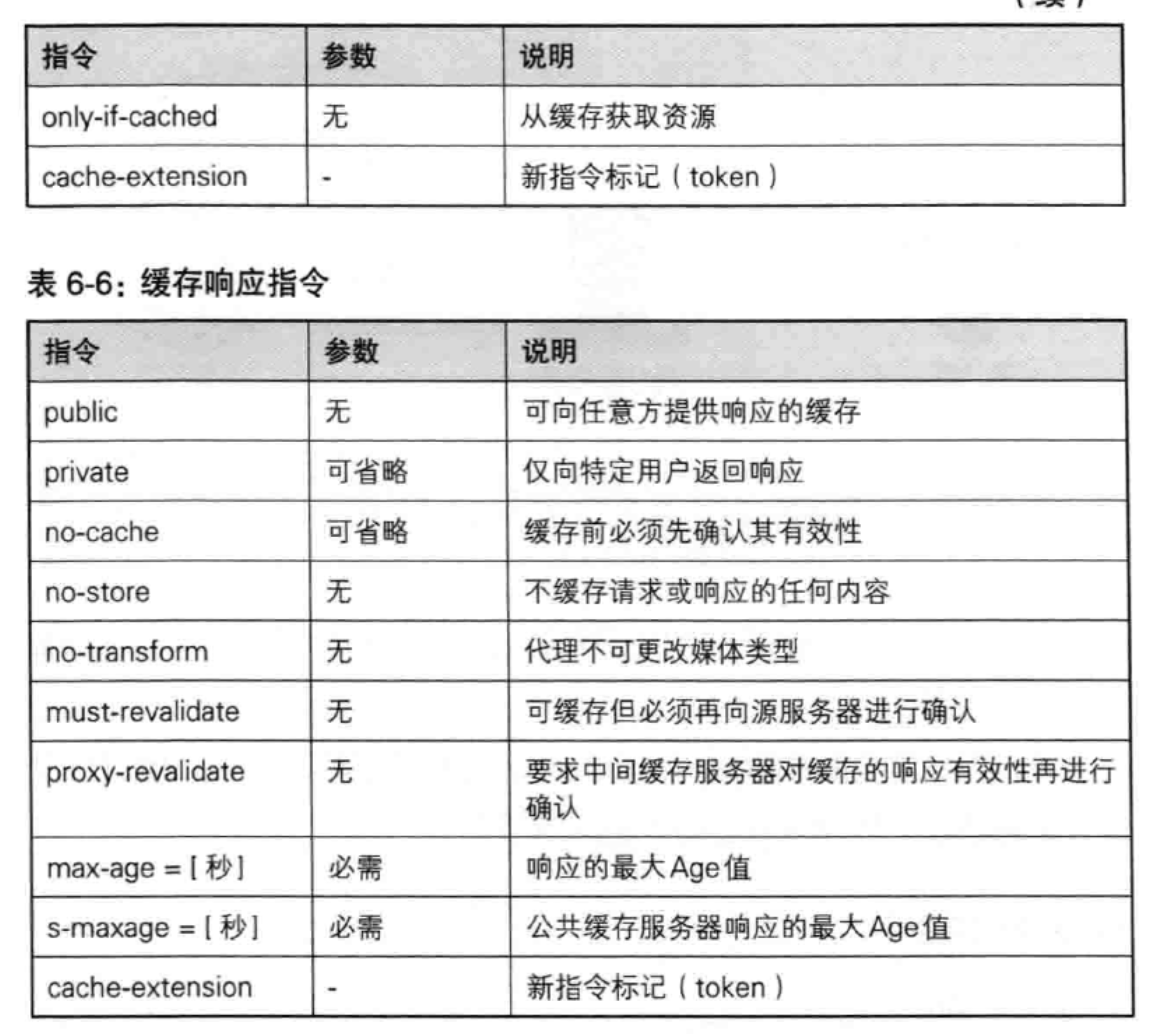 （续）
指令 参数 说明
only-if-cached 无 从缓存获取资源
cache-extension - 新指令标记（token）
表 6-6：缓存响应指令
指令 参数 说明
public 无 可向任意方提供响应的缓存
private 可省略 仅向特定用户返回响应
no-cache 可省略 缓存前必须先确认其有效性
no-store 无 不缓存请求或响应的任何内容
no-transform 无 代理不可更改媒体类型
must-revalidate 无 可缓存但必须再向源服务器进行确认
proxy-revalidate 无 要求中间缓存服务器对缓存的响应有效性再进行
确认
max-age = [ 秒] 必需 响应的最大Age值
s-maxage = [ 秒] 必需 公共缓存服务器响应的最大Age值
cache-extension - 新指令标记（token）